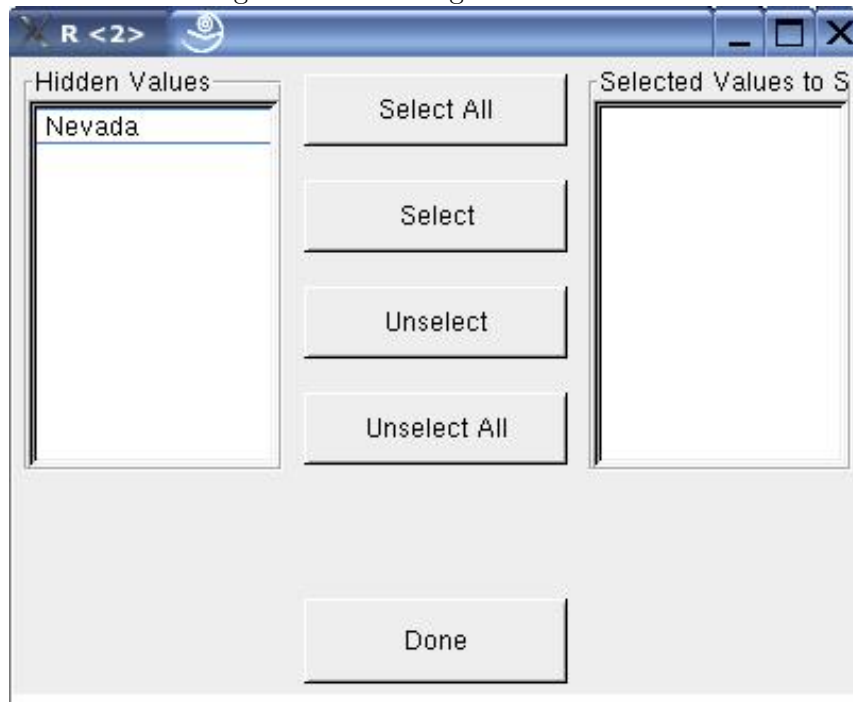 R <2>
Hidden Values
Nevada
Select All
Select
Unselect
Unselect All
Done
Selected Values to S